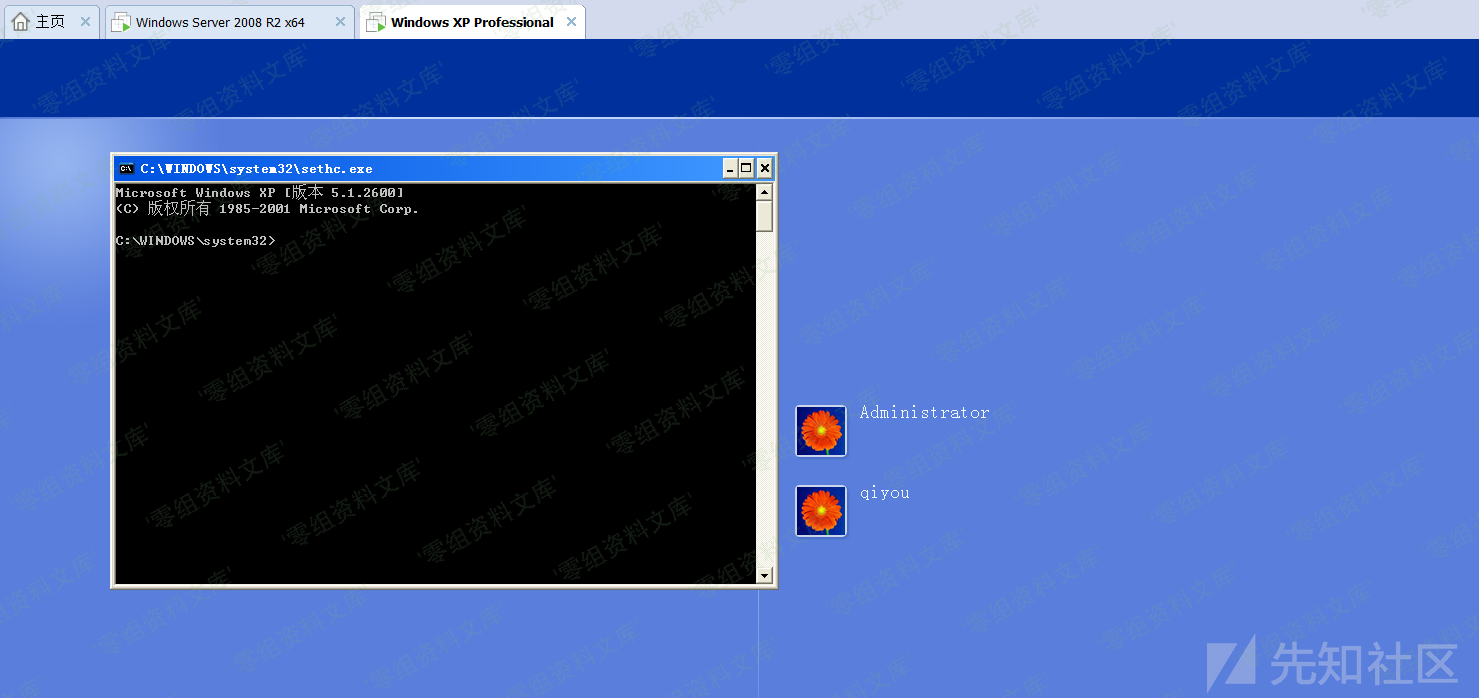 主页
Windows Server 2008 R2 x64
Windows XP Professional
C:\WINDOWS\system32\sethc.exe
Microsoft Windows XP [版本 5.1.2600]
(C) 版权所有 1985-2001 Microsoft Corp.
C:\WINDOWS\system32>
Administrator
qiyou
先知社区
'零组资料文库'